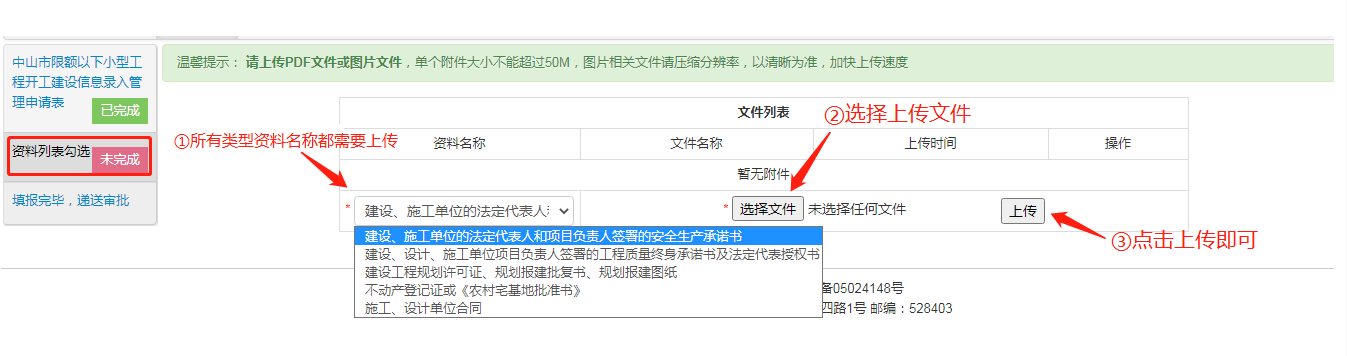 中山市限额以下小型工
程开工建设信息录入管
理申请表
已完成
资料列表勾选
未完成
填报完毕，递送审批
温馨提示： 请上传PDF文件或图片文件，单个附件大小不能超过50M，图片相关文件请压缩分辨率，以清晰为准，加快上传速度
文件列表
②选择上传文件
①所有类型资料名称都需要上传
资料名称 文件名称 上传时间 操作
暂无附件
* 建设、施工单位的法定代表人和 * 选择文件 未选择任何文件 上传
③点击上传即可
建设、施工单位的法定代表人和项目负责人签署的安全生产承诺书
建设、设计、施工单位项目负责人签署的工程质量终身承诺书及法定代表授权书
建设工程规划许可证、规划报建批复书、规划报建图纸
不动产登记证或《农村宅基地批准书》
施工、设计单位合同
备05024148号
四路1号 邮编：528403